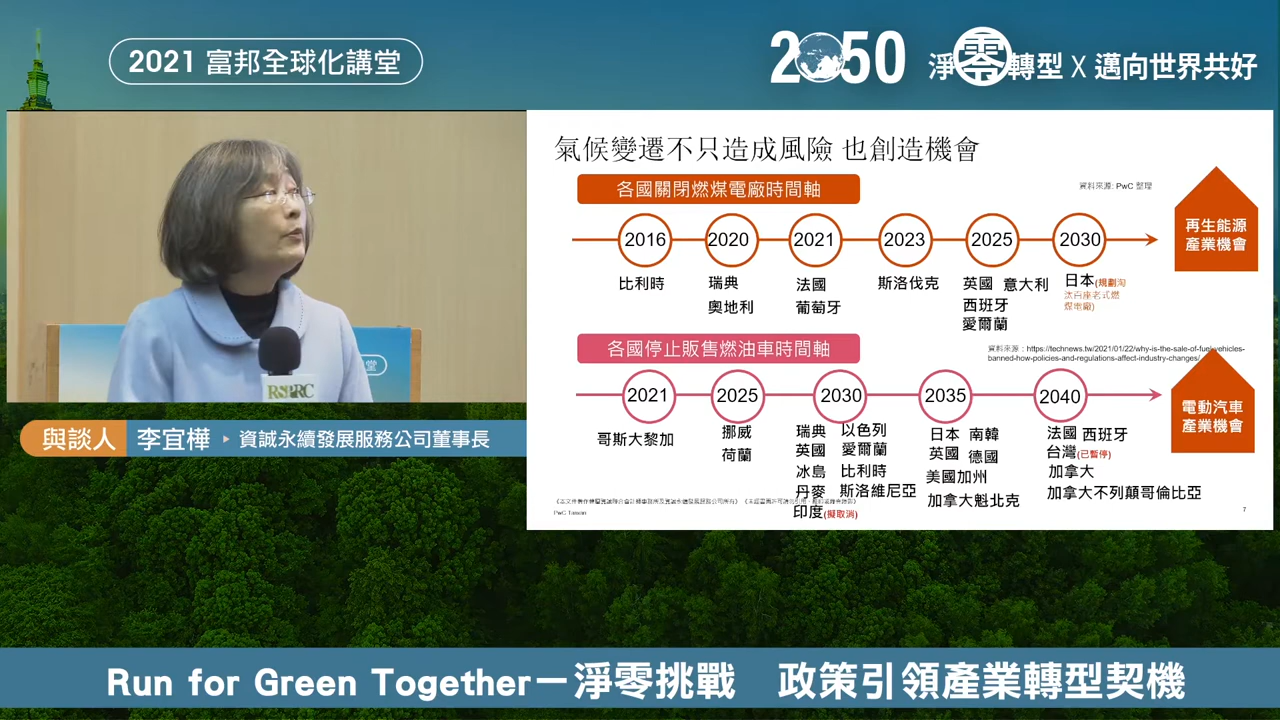 2021 富邦全球化講堂
2050 淨零轉型 X 邁向世界共好
氣候變遷不只造成風險 也創造機會
各國關閉燃煤電廠時間軸
資料來源: PwC 整理
再生能源
產業機會
2016 2020 2021 2023 2025 2030
比利時
瑞典
奧地利
法國
葡萄牙
斯洛伐克
英國 意大利
西班牙
愛爾蘭
日本(規劃淘
汰百座老式燃
煤電廠)
各國停止販售燃油車時間軸
資料來源：https://technews.tw/2021/01/22/why-is-the-sale-of-fuel-vehicles-
banned-how-policies-and-regulations-affect-industry-changes/
電動汽車
產業機會
2021 2025 2030 2035 2040
哥斯大黎加
挪威
荷蘭
瑞典 以色列
英國 愛爾蘭
冰島 比利時
丹麥 斯洛維尼亞
印度(擬取消)
日本 南韓
英國 德國
美國加州
加拿大魁北克
法國 西班牙
台灣(已暫停)
加拿大
加拿大不列顛哥倫比亞
PwC Taiwan
7
RSPRC
與談人 李宜樺 ▸ 資誠永續發展服務公司董事長
Run for Green Together－淨零挑戰 政策引領產業轉型契機